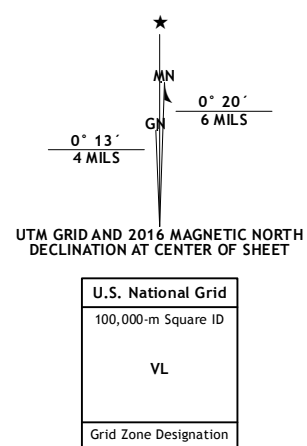 ★
MN
0° 20´
6 MILS
GN
0° 13´
4 MILS
UTM GRID AND 2016 MAGNETIC NORTH
DECLINATION AT CENTER OF SHEET
U.S. National Grid
100,000-m Square ID
VL
Grid Zone Designation